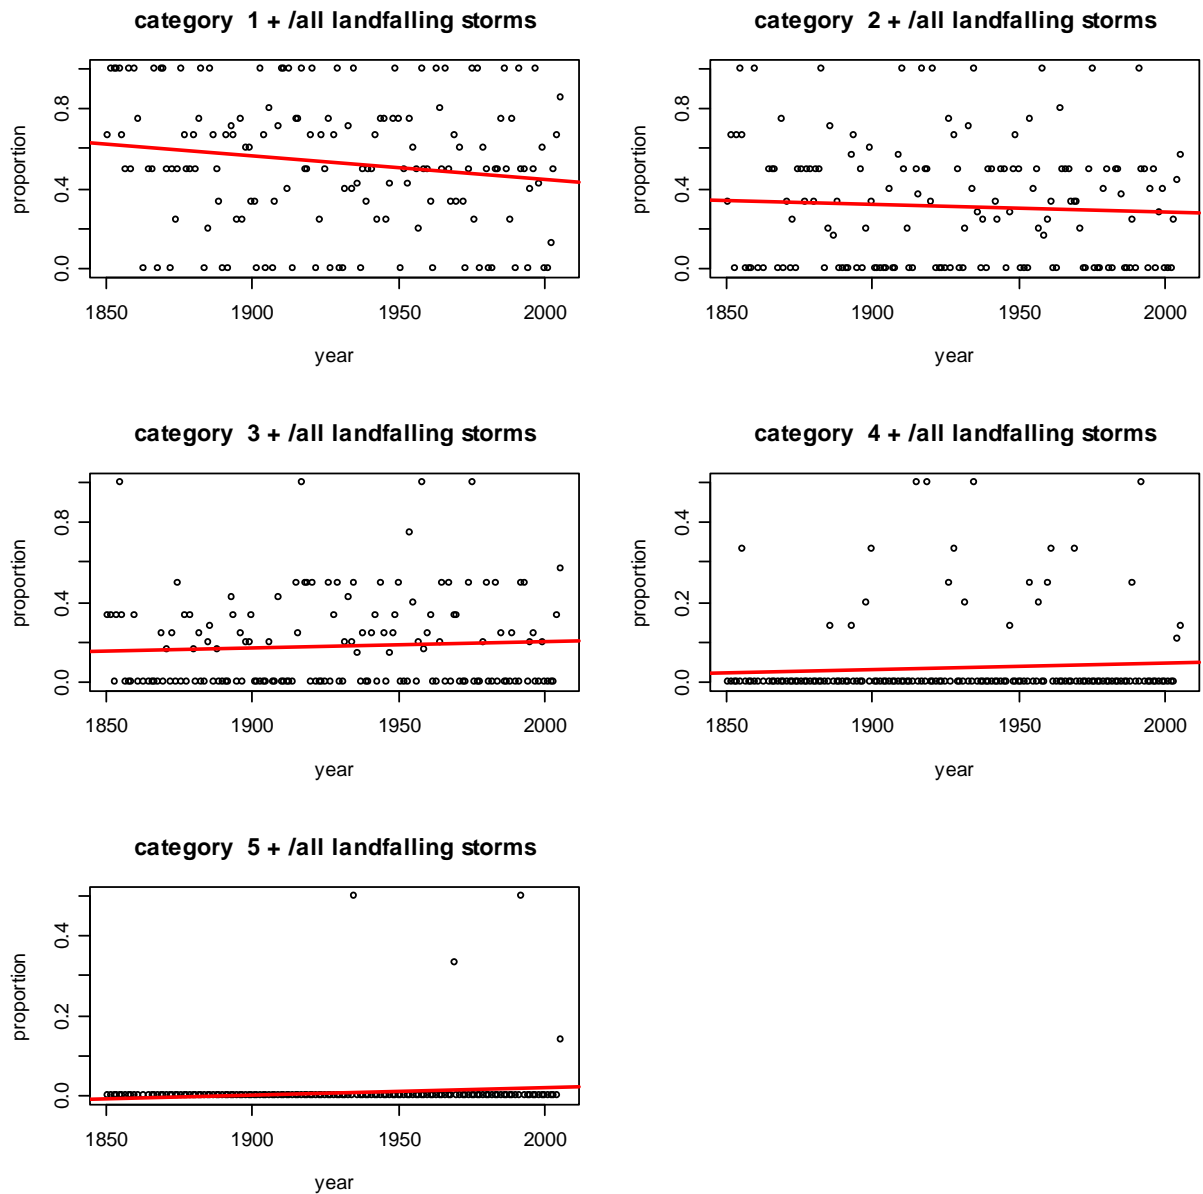 category 1 + /all landfalling storms
proportion
0.0 0.4 0.8
1850 1900 1950 2000
year
category 2 + /all landfalling storms
proportion
0.0 0.4 0.8
1850 1900 1950 2000
year
category 3 + /all landfalling storms
proportion
0.0 0.4 0.8
1850 1900 1950 2000
year
category 4 + /all landfalling storms
proportion
0.0 0.2 0.4
1850 1900 1950 2000
year
category 5 + /all landfalling storms
proportion
0.0 0.2 0.4
1850 1900 1950 2000
year